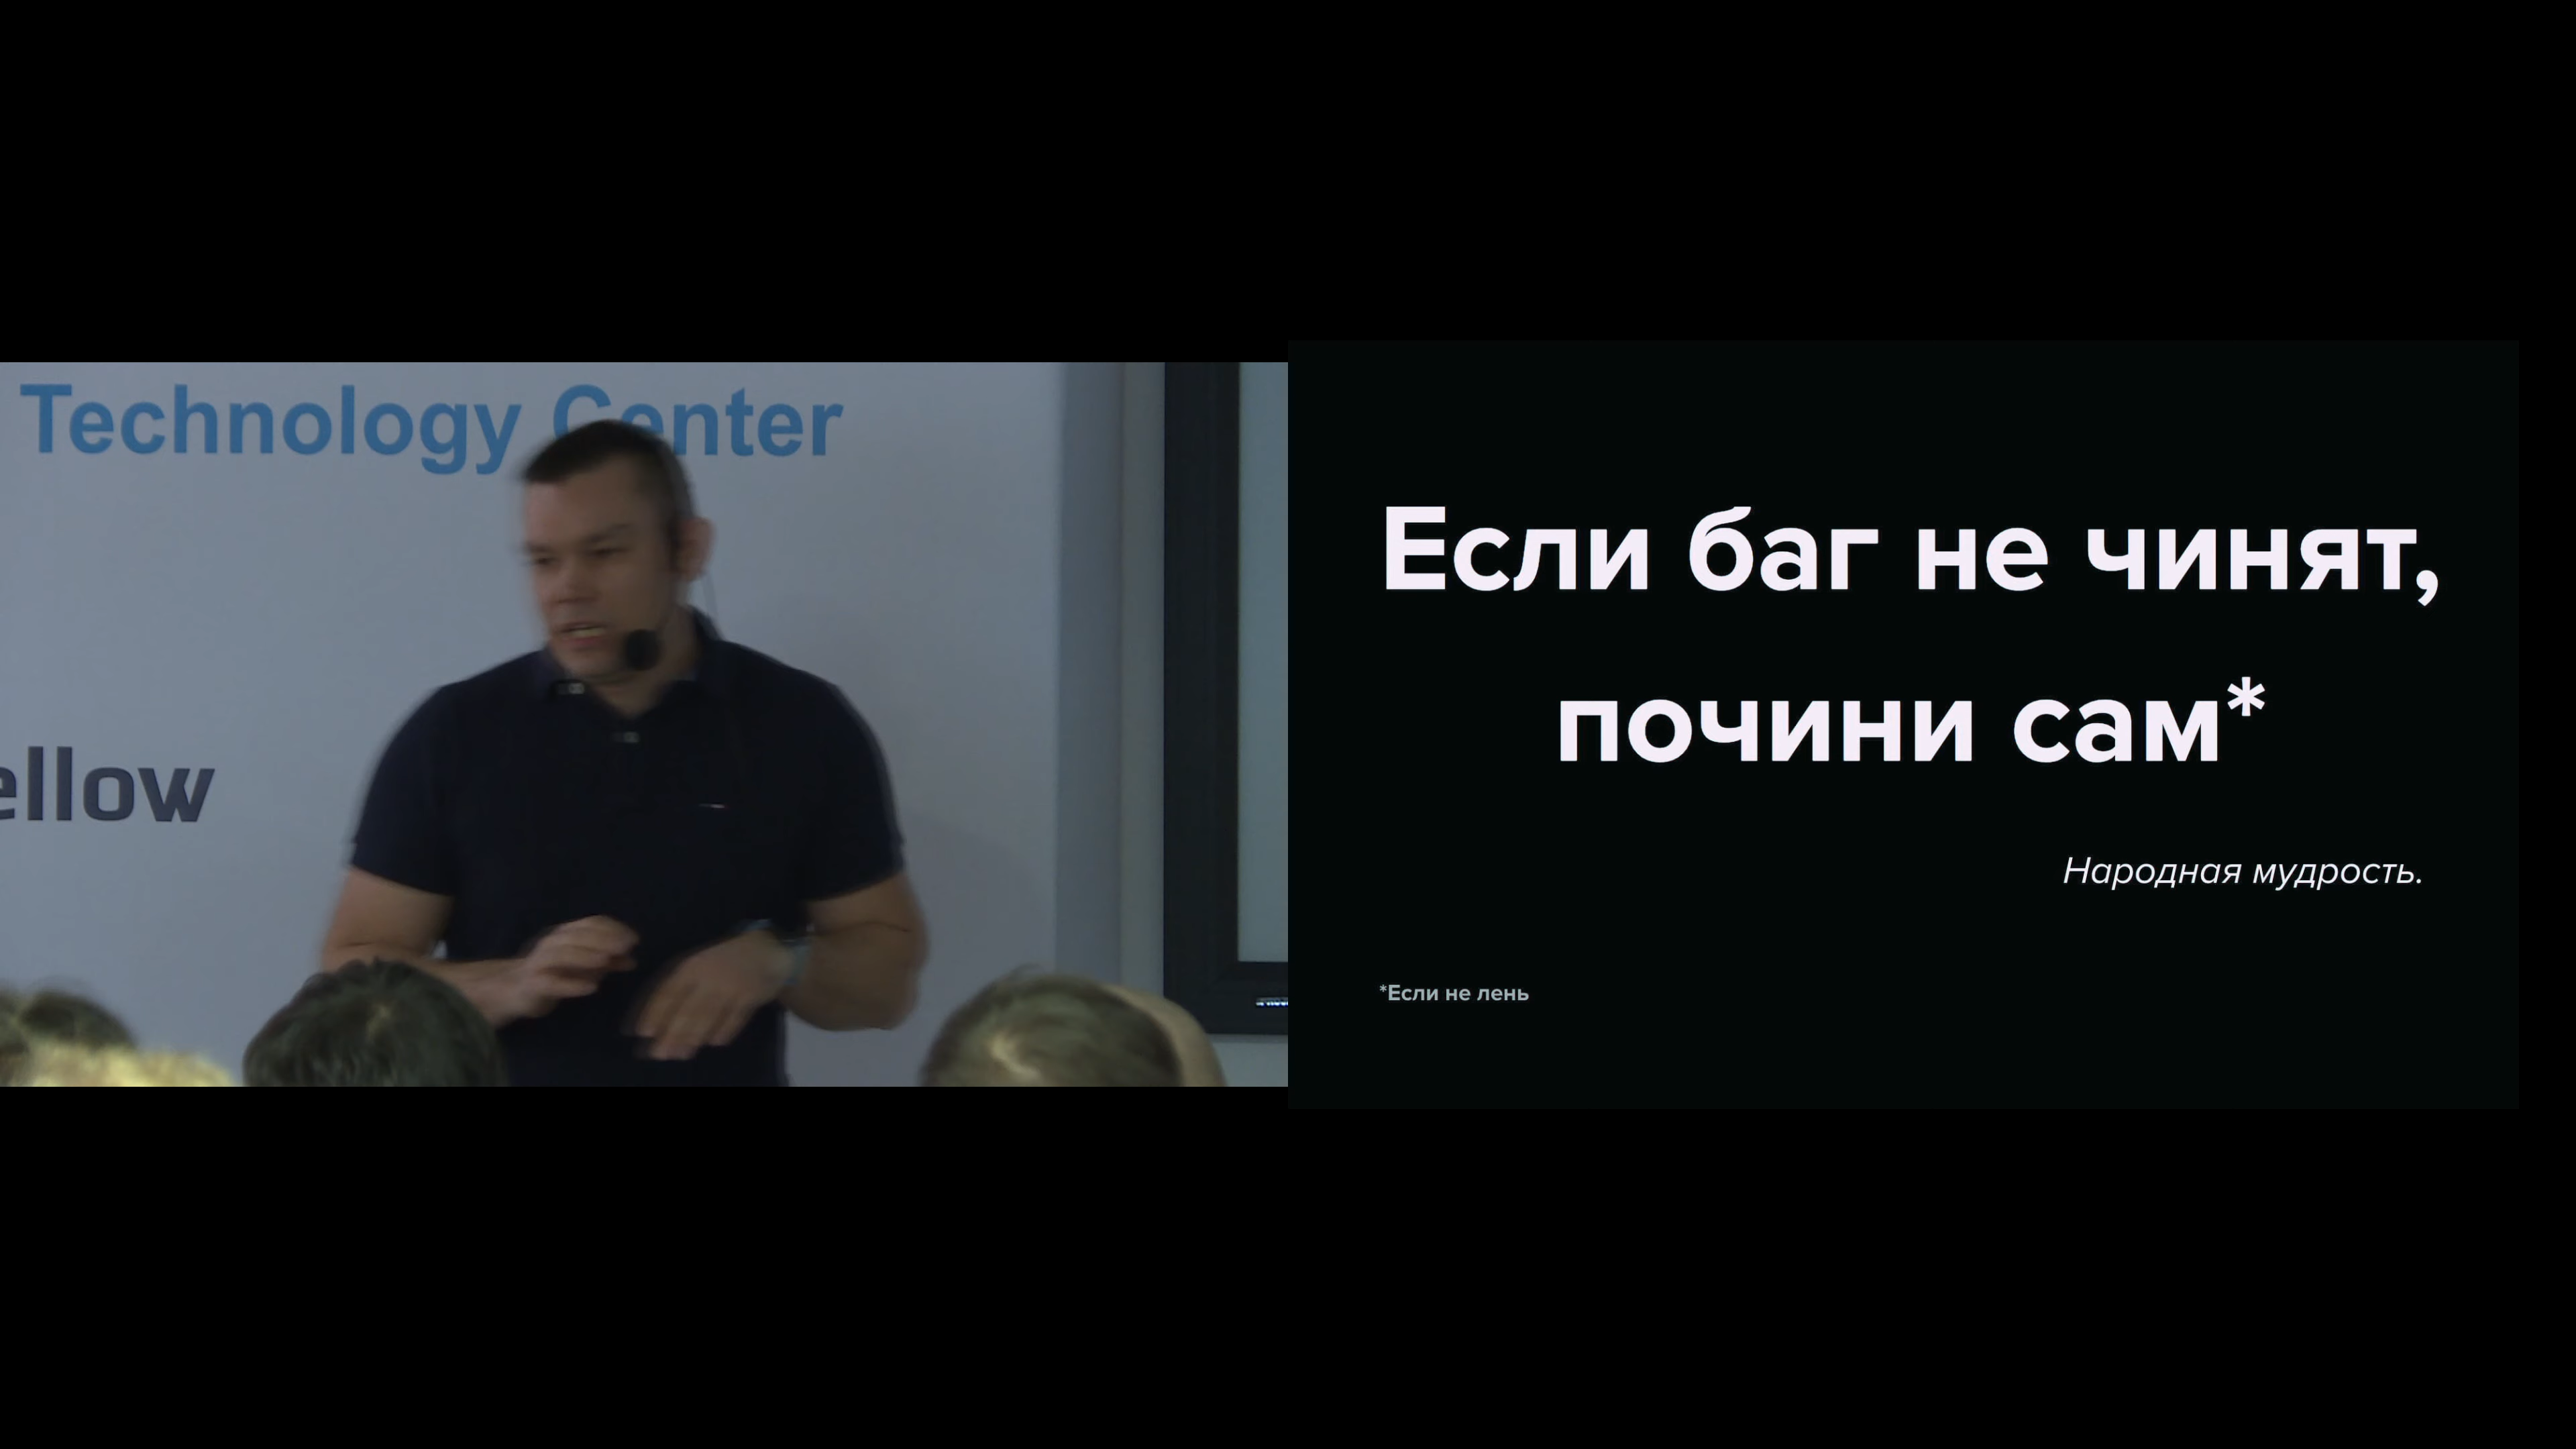 Technology Center
ellow
Если баг не чинят,
почини сам*
Народная мудрость.
*Если не лень